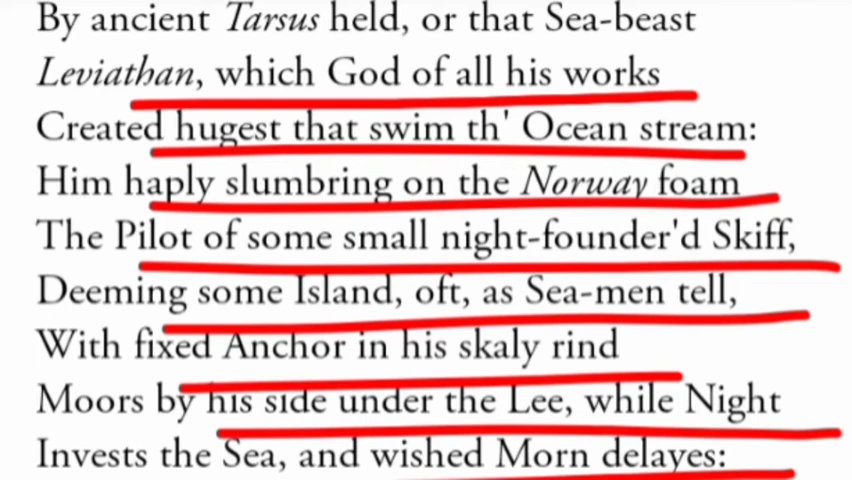 By ancient Tarsus held, or that Sea-beast
Leviathan, which God of all his works
Created hugest that swim th' Ocean stream:
Him haply slumbring on the Norway foam
The Pilot of some small night-founder'd Skiff,
Deeming some Island, oft, as Sea-men tell,
With fixed Anchor in his skaly rind
Moors by his side under the Lee, while Night
Invests the Sea, and wished Morn delayes: